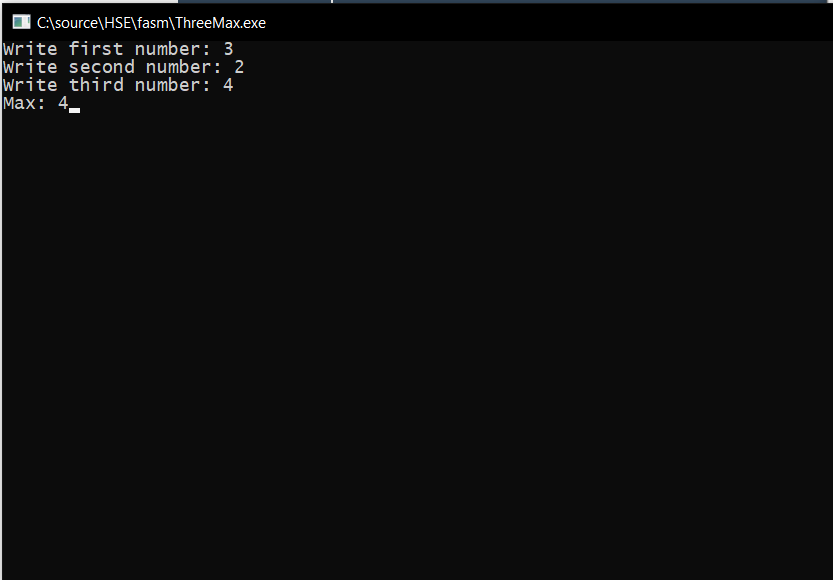 C:\source\HSE\fasm\ThreeMax.exe
Write first number: 3
Write second number: 2
Write third number: 4
Max: 4